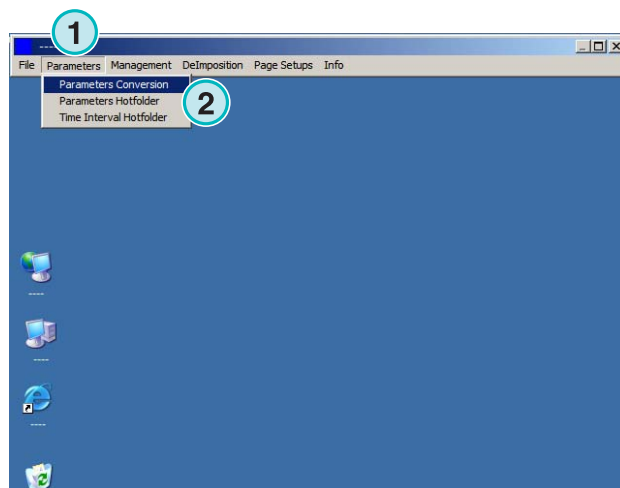 1
----
File Parameters Management DeImposition Page Setups Info
Parameters Conversion
Parameters Hotfolder
2
Time Interval Hotfolder
----
----
----